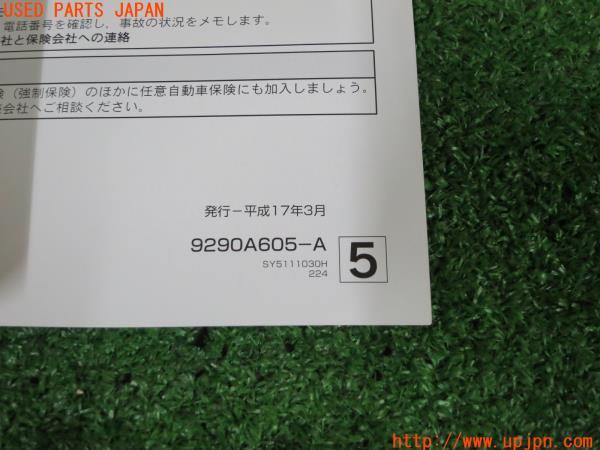 USED PARTS JAPAN
電話番号を確認し，事故の状況をメモします。
社と保険会社への連絡
（強制保険）のほかに任意自動車保険にも加入しましょう。
会社へご相談ください。
発行－平成17年3月
9290A605-A
5
SY5111030H
224
http://www.upjpn.com/